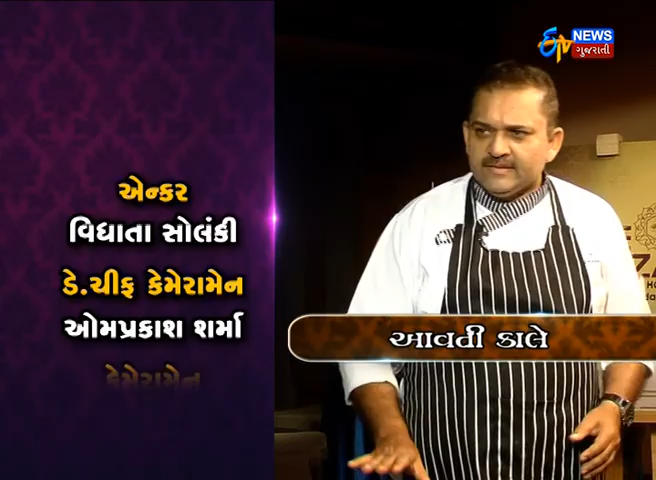 ETV NEWS
ગુજરાતી
એન્કર
વિધાતા સોલંકી
ડે.ચીફ કેમેરામેન
ઓમપ્રકાશ શર્મા
કેમેરામેન
આવતી કાલે